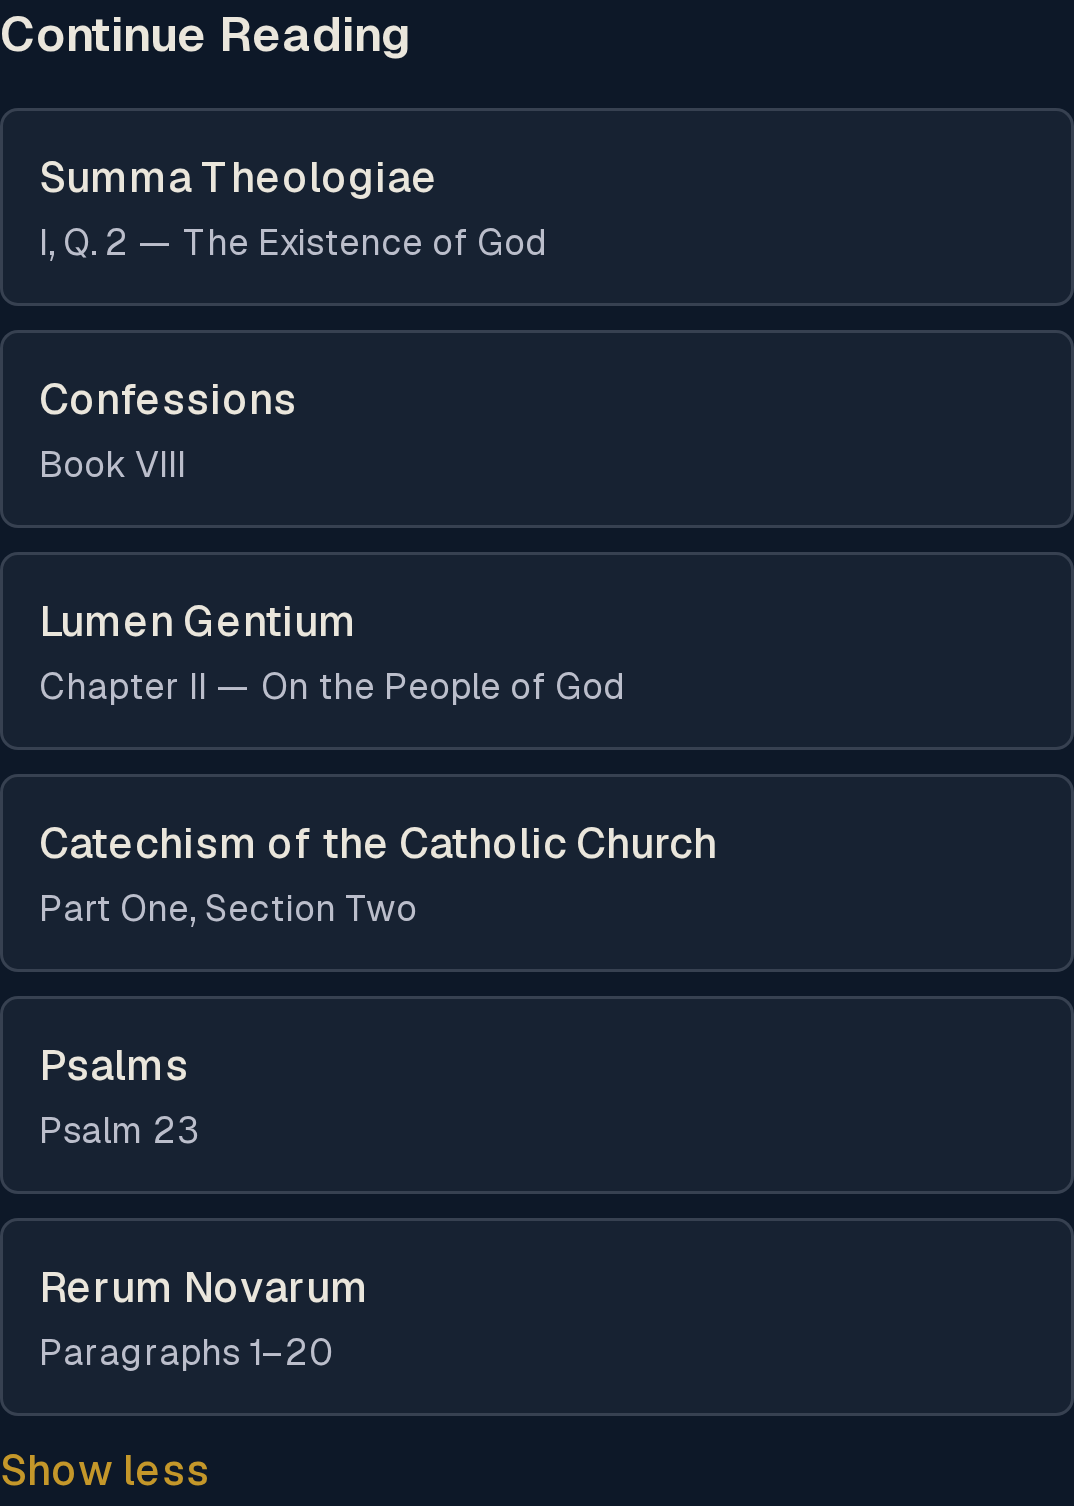 Continue Reading
Summa Theologiae
I, Q. 2 — The Existence of God
Confessions
Book VIII
Lumen Gentium
Chapter II — On the People of God
Catechism of the Catholic Church
Part One, Section Two
Psalms
Psalm 23
Rerum Novarum
Paragraphs 1–20
Show less